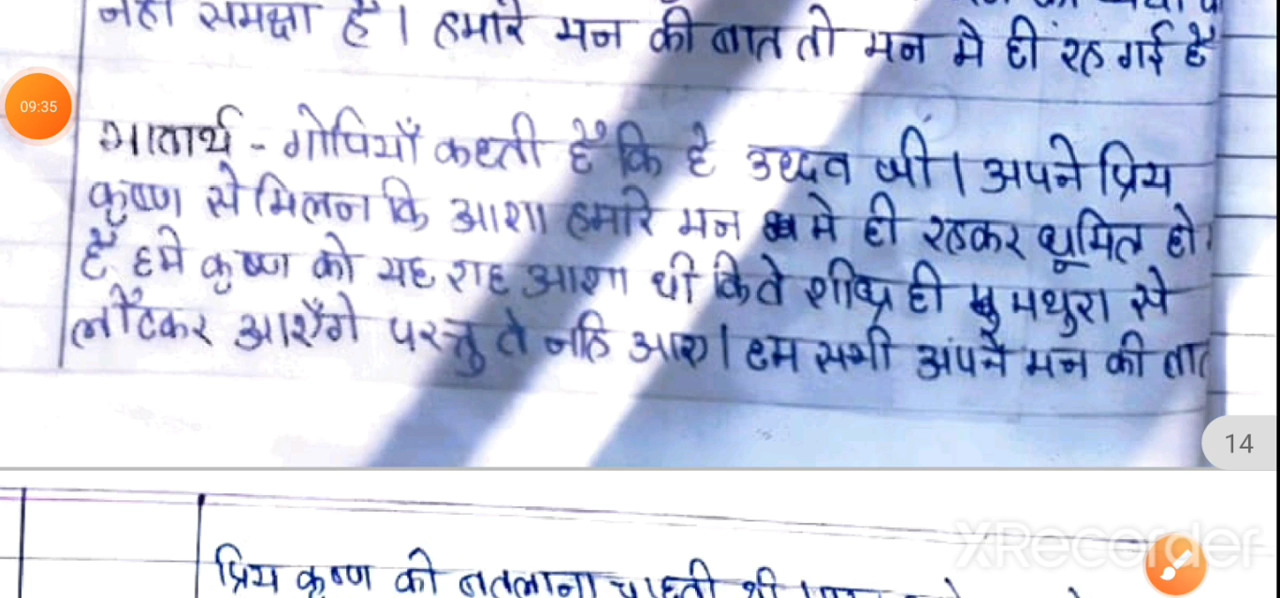 नही समझा है। हमारे मन की बात तो मन मे ही रह गई है
09:35
भावार्थ - गोपियाँ कहती है कि हे उध्दव जी। अपने प्रिय
कृष्ण से मिलन कि आशा हमारे मन मे ही रहकर धूमित हो
है हमे कृष्ण को यह राह आशा थी कि वे शीघ्र ही मथुरा से
लौटकर आएँगे परन्तु वे नहि आए। हम सभी अपने मन की बात
14
प्रिय कृष्ण को बतलाना चाहती थी
XRecorder